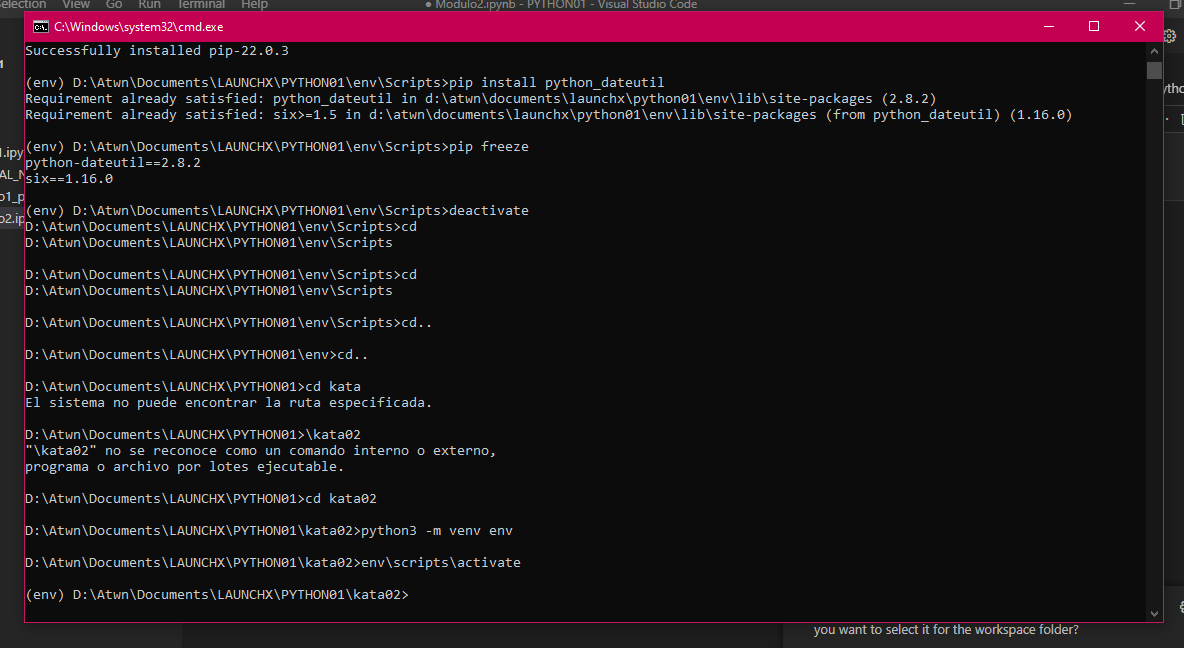 Selection View Go Run Terminal Help
● Modulo2.ipynb - PYTHON01 - Visual Studio Code
C:\Windows\system32\cmd.exe
Successfully installed pip-22.0.3
(env) D:\Atwn\Documents\LAUNCHX\PYTHON01\env\Scripts>pip install python_dateutil
Requirement already satisfied: python_dateutil in d:\atwn\documents\launchx\python01\env\lib\site-packages (2.8.2)
Requirement already satisfied: six>=1.5 in d:\atwn\documents\launchx\python01\env\lib\site-packages (from python_dateutil) (1.16.0)
(env) D:\Atwn\Documents\LAUNCHX\PYTHON01\env\Scripts>pip freeze
python-dateutil==2.8.2
six==1.16.0
(env) D:\Atwn\Documents\LAUNCHX\PYTHON01\env\Scripts>deactivate
D:\Atwn\Documents\LAUNCHX\PYTHON01\env\Scripts>cd
D:\Atwn\Documents\LAUNCHX\PYTHON01\env\Scripts
D:\Atwn\Documents\LAUNCHX\PYTHON01\env\Scripts>cd
D:\Atwn\Documents\LAUNCHX\PYTHON01\env\Scripts
D:\Atwn\Documents\LAUNCHX\PYTHON01\env\Scripts>cd..
D:\Atwn\Documents\LAUNCHX\PYTHON01\env>cd..
D:\Atwn\Documents\LAUNCHX\PYTHON01>cd kata
El sistema no puede encontrar la ruta especificada.
D:\Atwn\Documents\LAUNCHX\PYTHON01>\kata02
"\kata02" no se reconoce como un comando interno o externo,
programa o archivo por lotes ejecutable.
D:\Atwn\Documents\LAUNCHX\PYTHON01>cd kata02
D:\Atwn\Documents\LAUNCHX\PYTHON01\kata02>python3 -m venv env
D:\Atwn\Documents\LAUNCHX\PYTHON01\kata02>env\scripts\activate
(env) D:\Atwn\Documents\LAUNCHX\PYTHON01\kata02>
you want to select it for the workspace folder?